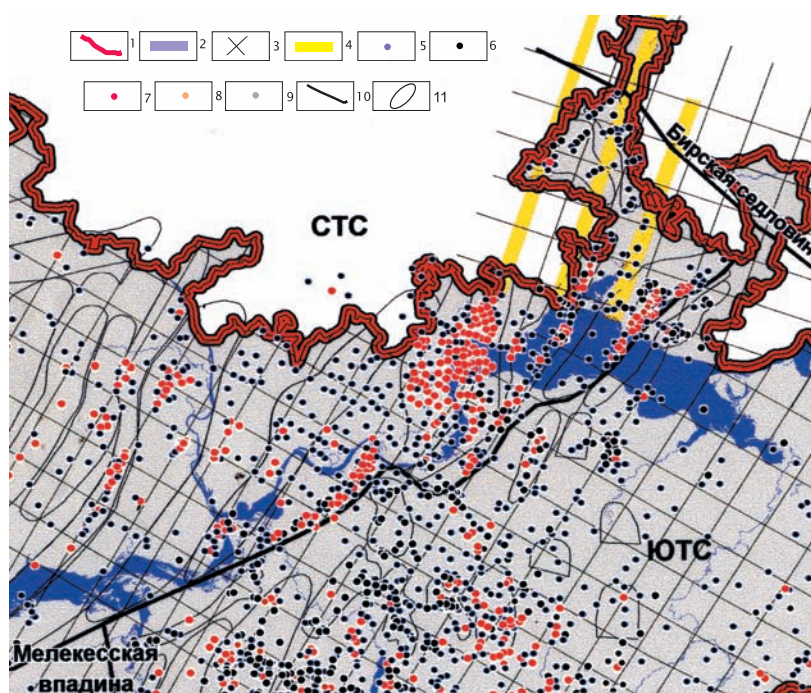 1 2 3 4 5 6
7 8 9 10 11
Бирская седловин
СТС
ЮТС
Мелекесская
впадина